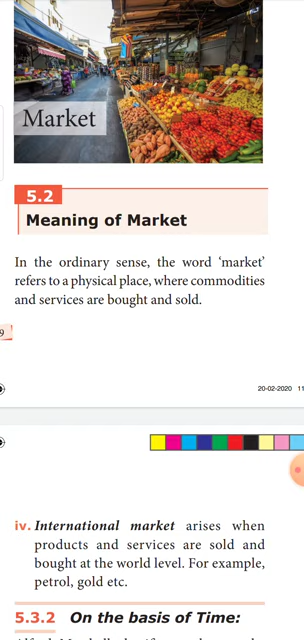 Market
5.2
Meaning of Market
In the ordinary sense, the word ‘market’
refers to a physical place, where commodities
and services are bought and sold.
9
20-02-2020 11
iv. International market arises when
products and services are sold and
bought at the world level. For example,
petrol, gold etc.
5.3.2 On the basis of Time: